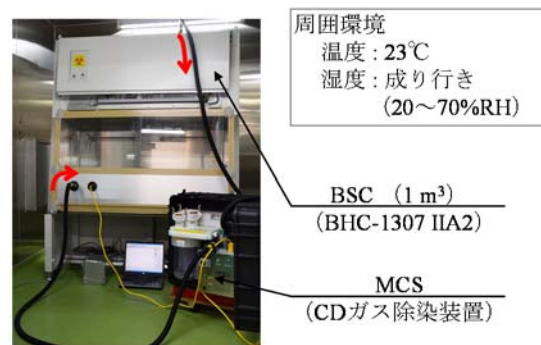 周囲環境
温度 : 23℃
湿度 : 成り行き
(20～70%RH)
BSC （1 m³）
(BHC-1307 IIA2)
MCS
(CDガス除染装置)